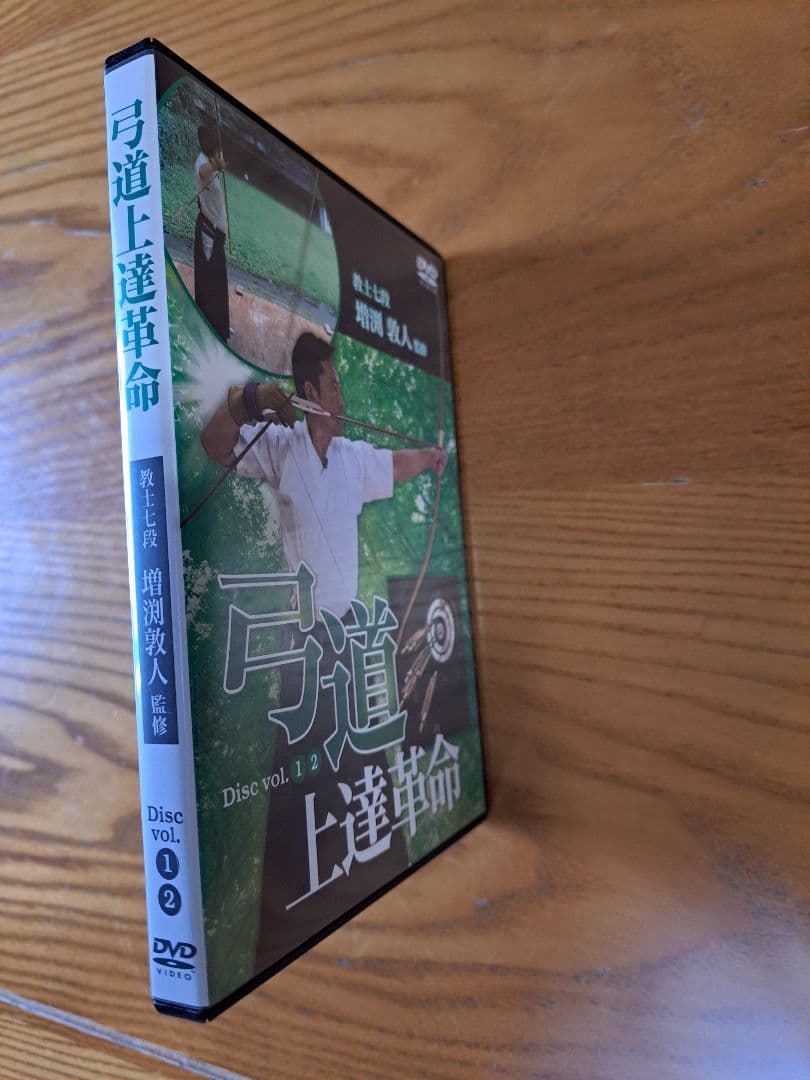 弓道上達革命
教士七段
増渕敦人 監修
Disc
vol.
1
2
DVD
VIDEO
DVD
教士七段
増渕 敦人 監修
弓道
Disc vol. 1 2
上達革命